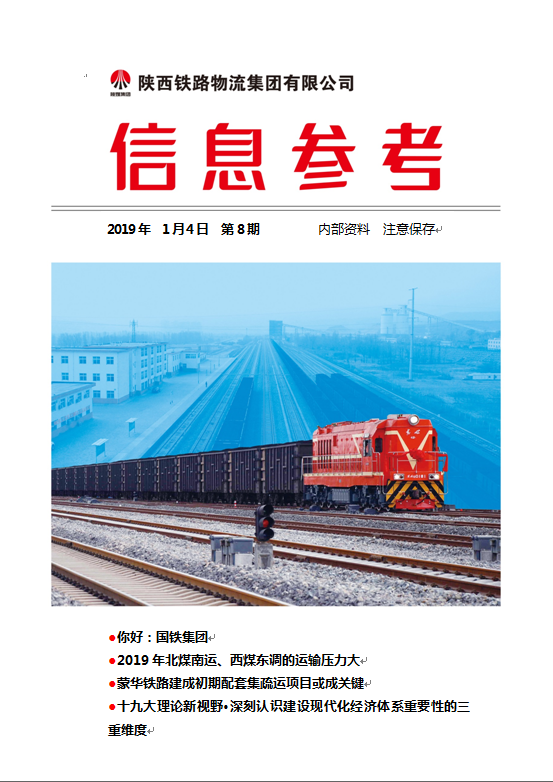 陕煤集团
陕西铁路物流集团有限公司
信息参考
2019年 1月4日 第8期 内部资料 注意保存
●你好：国铁集团
●2019年北煤南运、西煤东调的运输压力大
●蒙华铁路建成初期配套集疏运项目或成关键
●十九大理论新视野·深刻认识建设现代化经济体系重要性的三
重维度